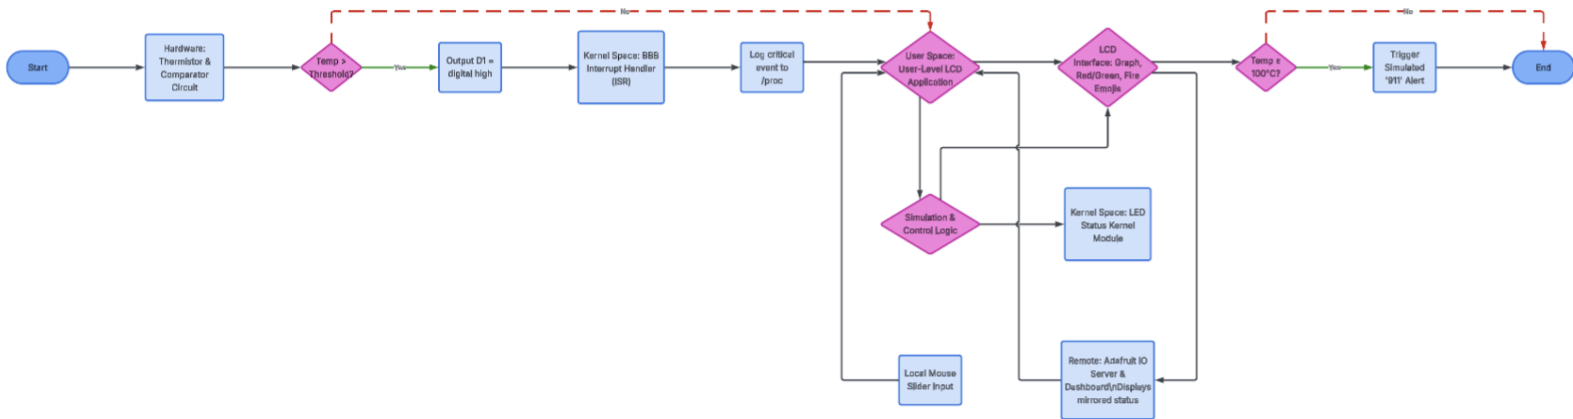 No
No
Start
Hardware:
Thermistor &
Comparator
Circuit
Temp >
Threshold?
Yes
Output D1 =
digital high
Kernel Space: BBB
Interrupt Handler
(ISR)
Log critical
event to
/proc
User Space:
User-Level LCD
Application
LCD
Interface: Graph,
Red/Green, Fire
Emojis
Temp ≥
100°C?
Yes
Trigger
Simulated
'911' Alert
End
Simulation &
Control Logic
Kernel Space: LED
Status Kernel
Module
Local Mouse
Slider Input
Remote: Adafruit IO
Server &
Dashboard\nDisplays
mirrored status